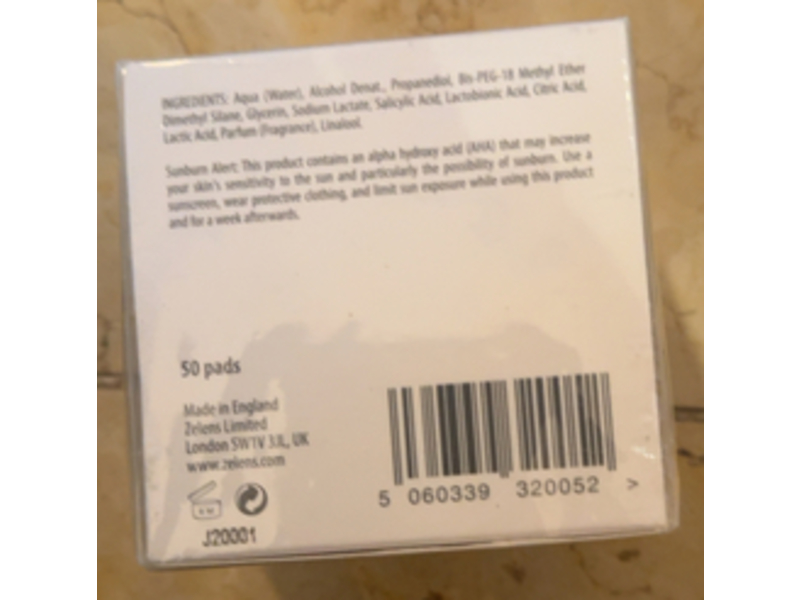 INGREDIENTS: Aqua (Water), Alcohol Denat., Propanediol, Bis-PEG-18 Methyl Ether
Dimethyl Silane, Glycerin, Sodium Lactate, Salicylic Acid, Lactobionic Acid, Citric Acid,
Lactic Acid, Parfum (Fragrance), Linalool.
Sunburn Alert: This product contains an alpha hydroxy acid (AHA) that may increase
your skin's sensitivity to the sun and particularly the possibility of sunburn. Use a
sunscreen, wear protective clothing, and limit sun exposure while using this product
and for a week afterwards.
50 pads
Made in England
Zelens Limited
London SW1V 3JL, UK
www.zelens.com
J20001
5 060339 320052 >